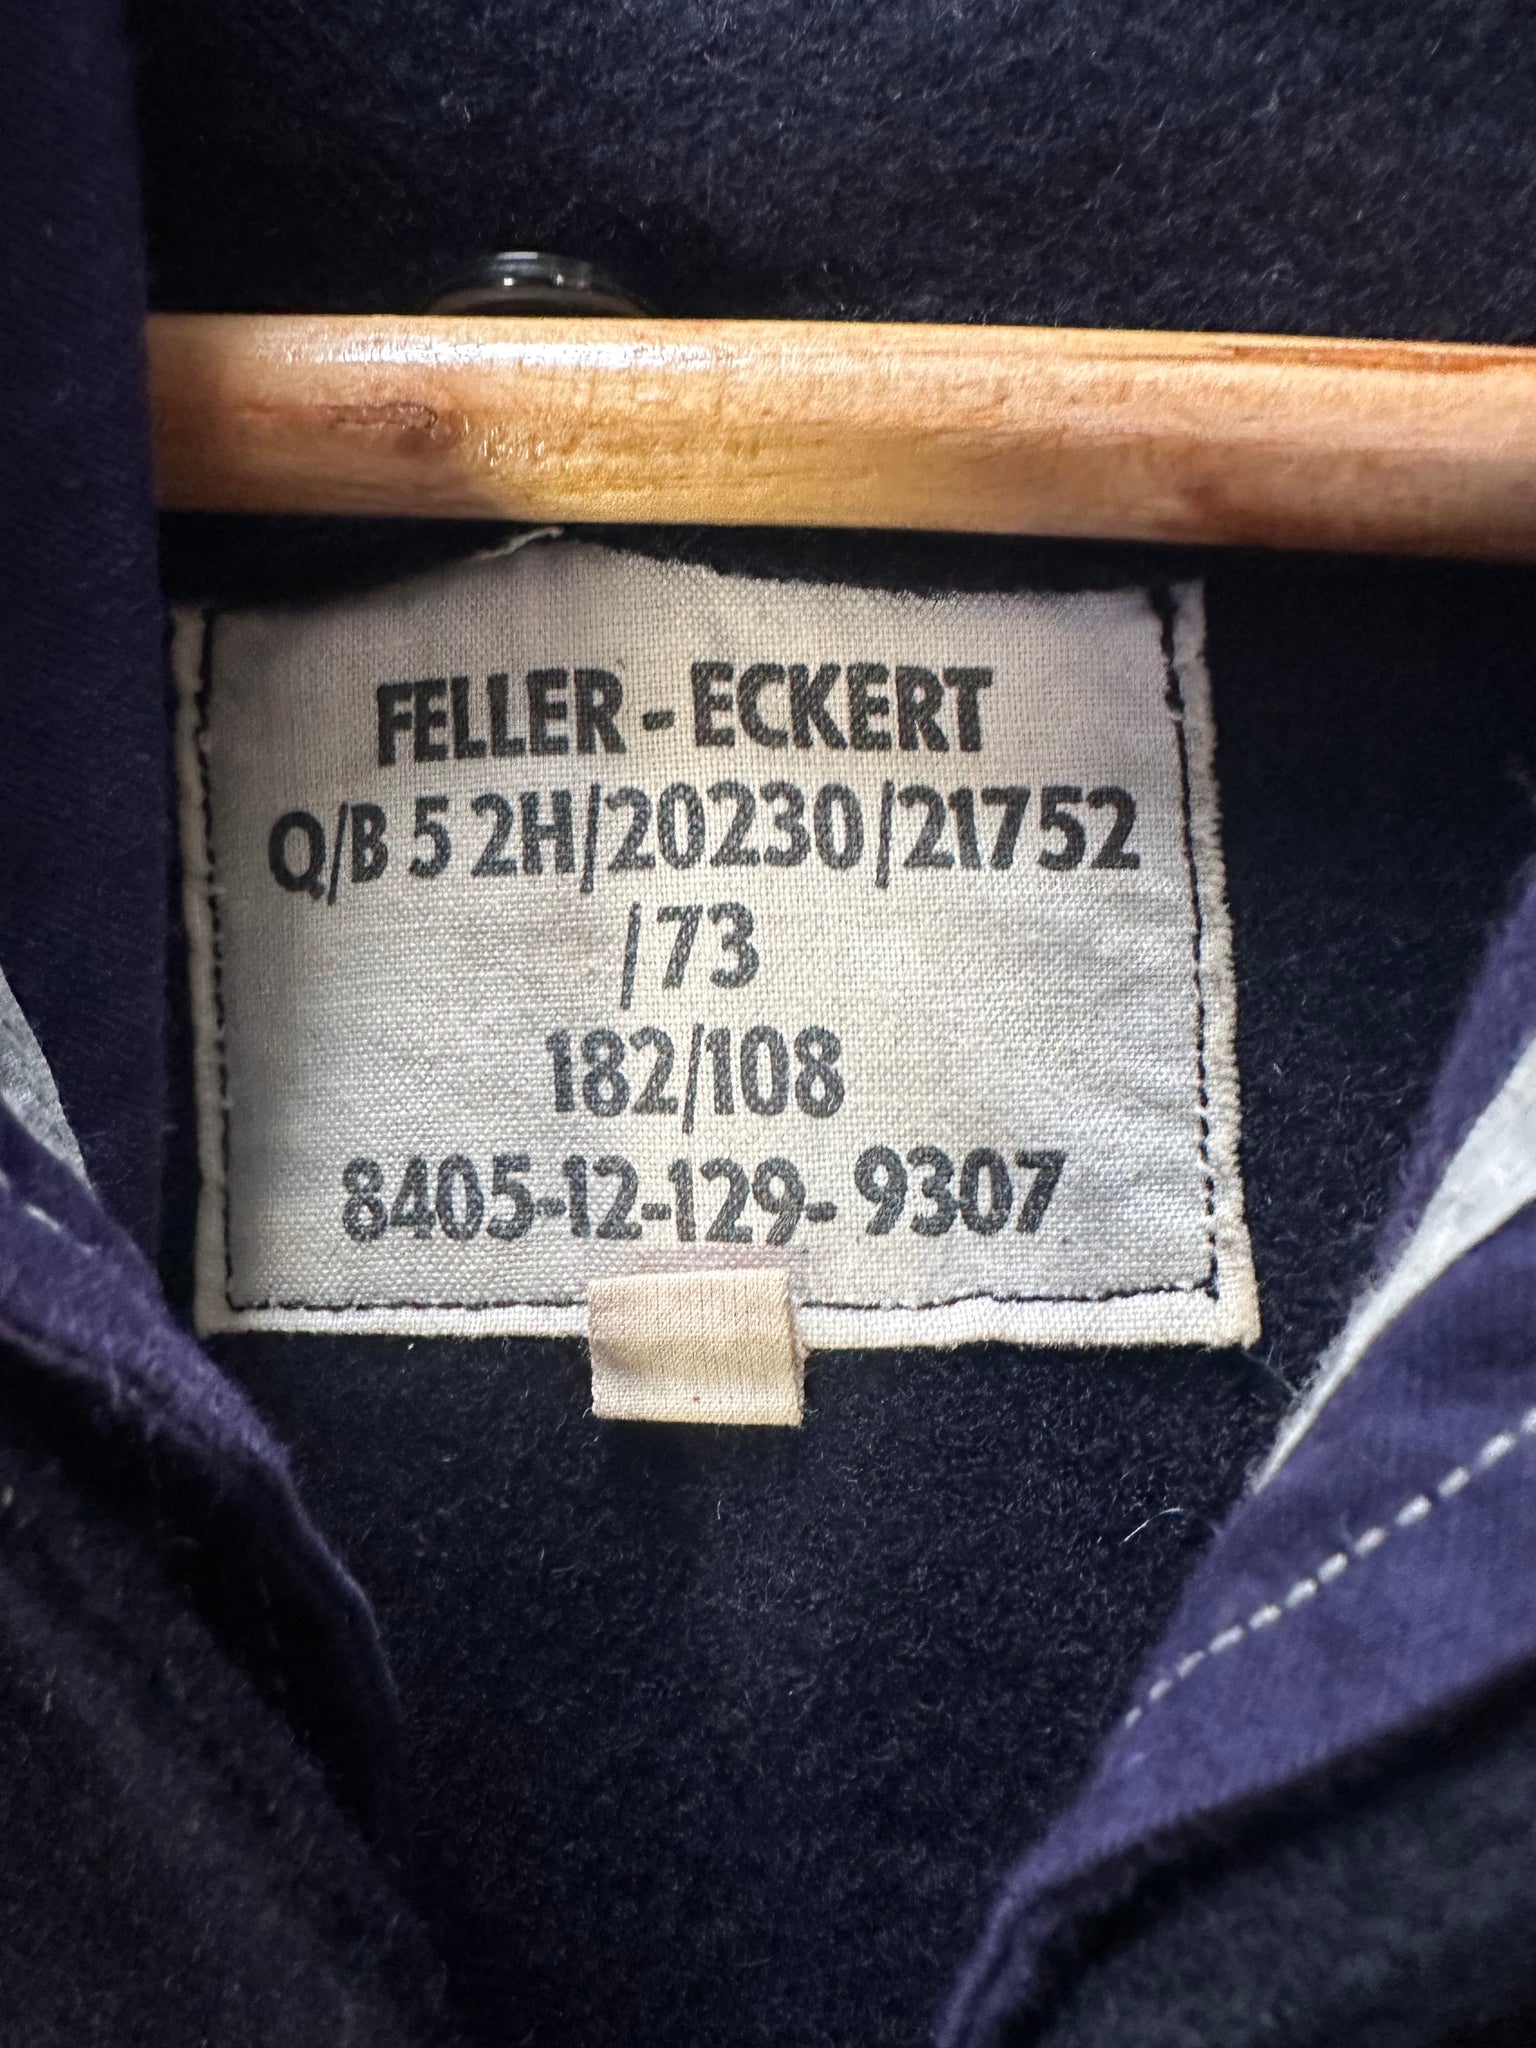 FELLER - ECKERT
Q/B 5 2H/20230/21752
/73
182/108
8405-12-129-9307